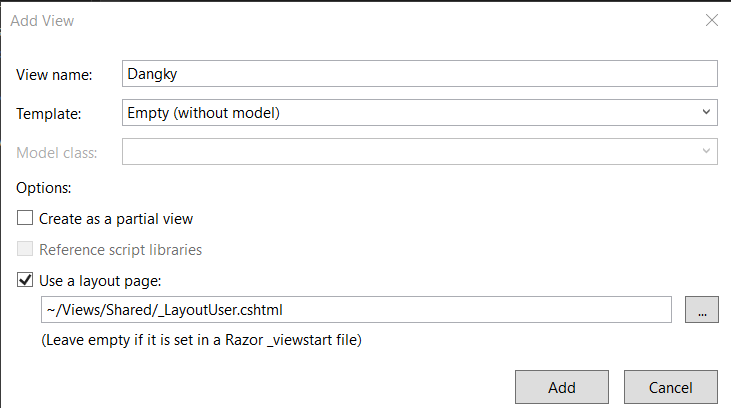 Add View
View name: Dangky
Template: Empty (without model)
Model class:
Options:
Create as a partial view
Reference script libraries
Use a layout page:
~/Views/Shared/_LayoutUser.cshtml ...
(Leave empty if it is set in a Razor _viewstart file)
Add Cancel